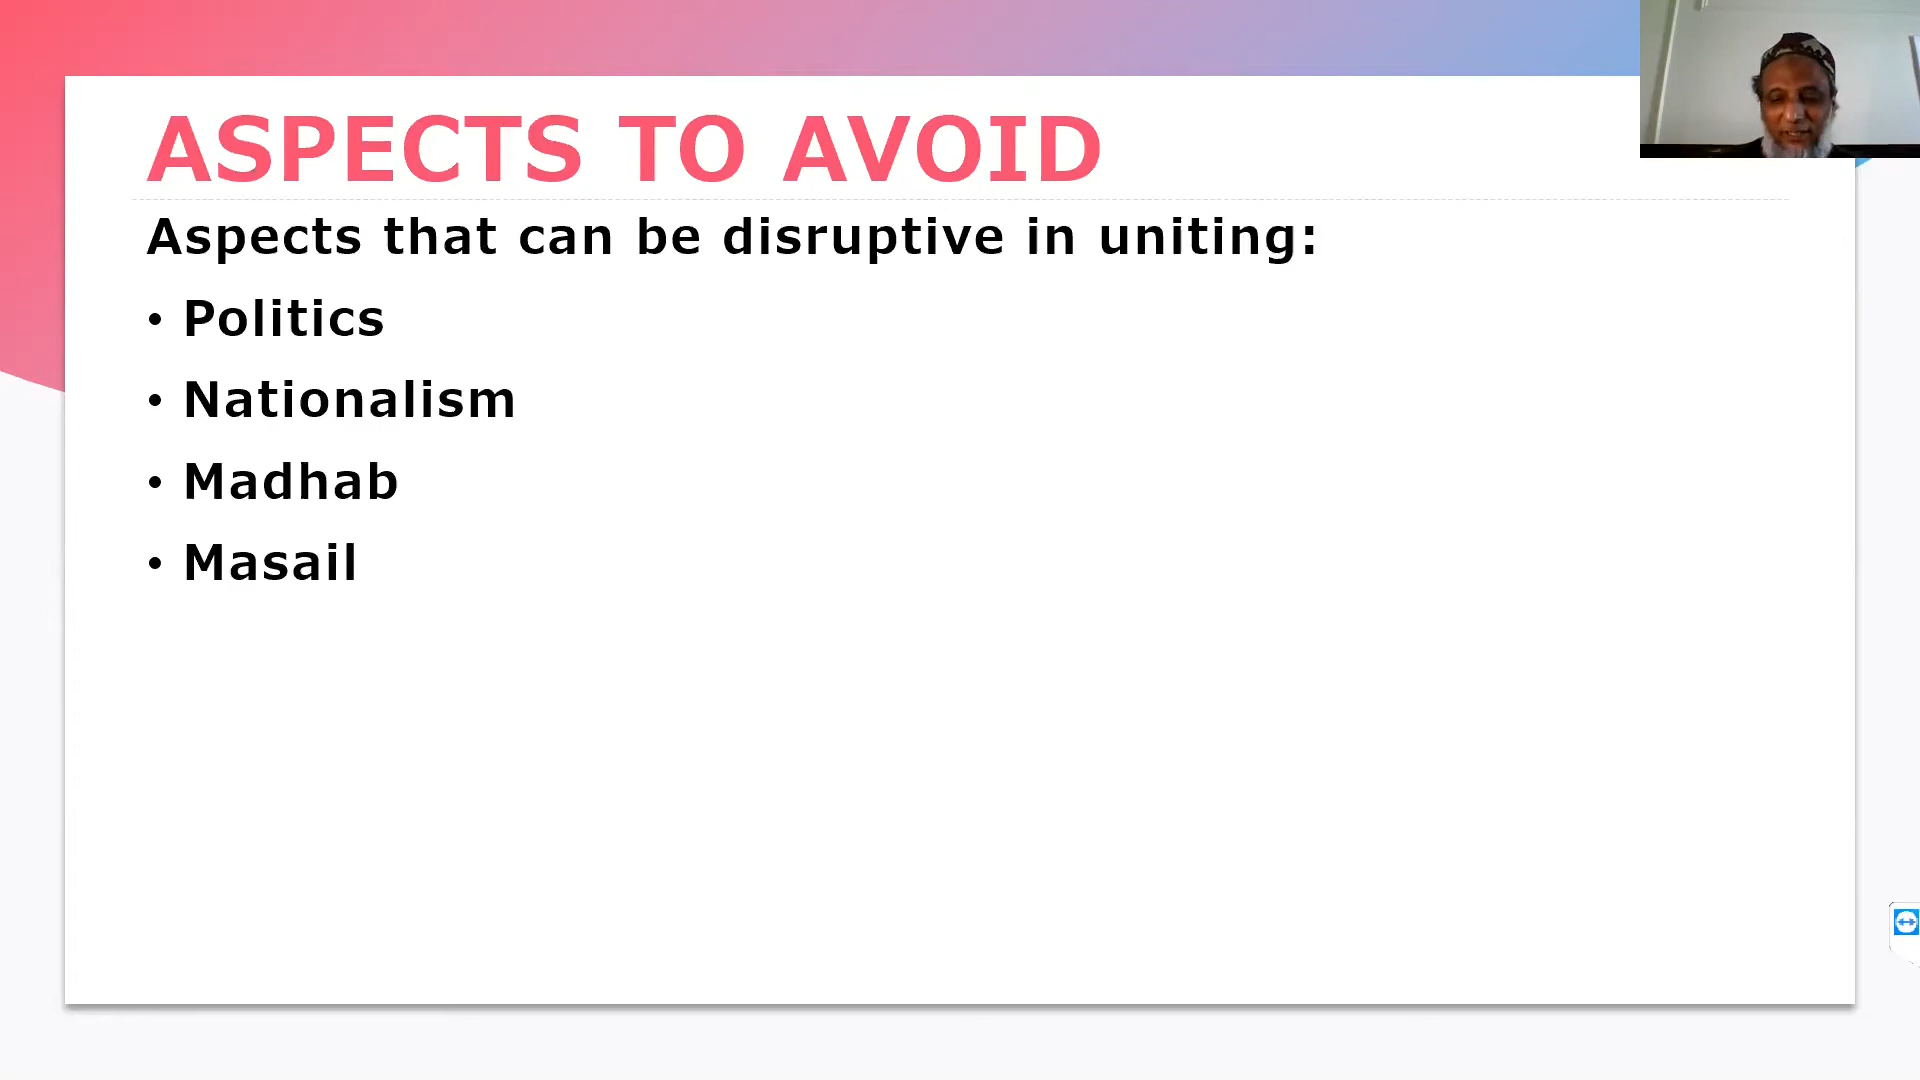 ASPECTS TO AVOID
Aspects that can be disruptive in uniting:
• Politics
• Nationalism
• Madhab
• Masail